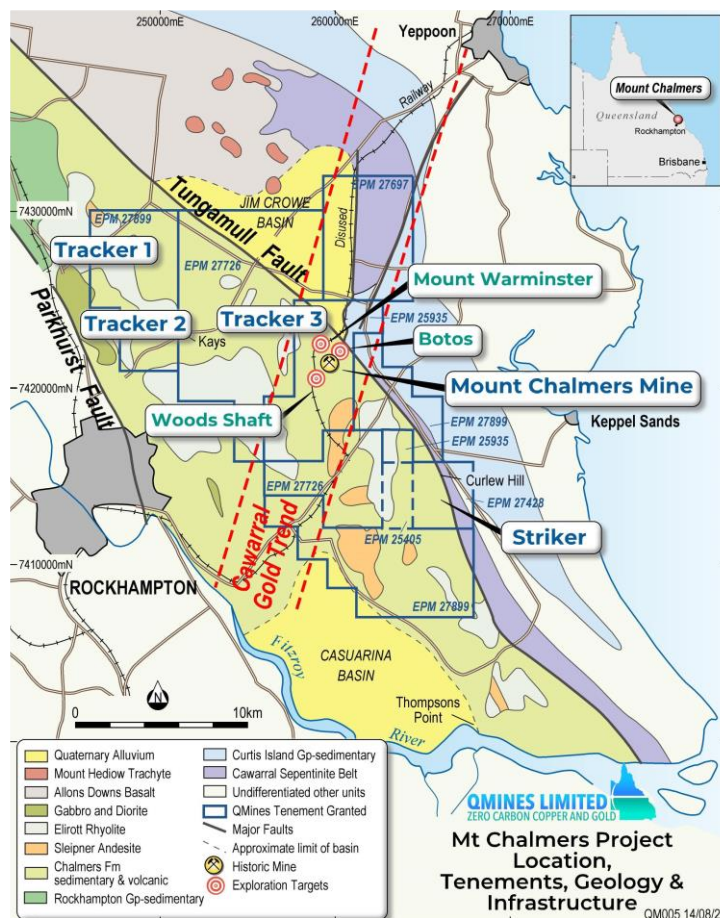 250000mE
260000mE
270000mE
Yeppoon
Mount Chalmers
Queensland
Rockhampton
Brisbane
Railway
7430000mN
EPM 27899
JIM CROWE
BASIN
EPM 27697
Disused
Tungamull Fault
Tracker 1
EPM 27726
Mount Warminster
Parkhurst Fault
Tracker 2
Kays
Tracker 3
EPM 25935
Botos
7420000mN
Mount Chalmers Mine
Woods Shaft
EPM 27899
Keppel Sands
EPM 25935
EPM 27726
Curlew Hill
EPM 27428
Striker
Cawarral
Gold Trend
EPM 25405
7410000mN
ROCKHAMPTON
EPM 27899
Fitzroy
River
CASUARINA
BASIN
Thompsons
Point
N
0
10km
Quaternary Alluvium
Mount Hediow Trachyte
Allons Downs Basalt
Gabbro and Diorite
Elirott Rhyolite
Sleipner Andesite
Chalmers Fm
sedimentary & volcanic
Rockhampton Gp-sedimentary
Curtis Island Gp-sedimentary
Cawarral Sepentinite Belt
Undifferentiated other units
QMines Tenement Granted
Major Faults
Approximate limit of basin
Historic Mine
Exploration Targets
QMINES LIMITED
ZERO CARBON COPPER AND GOLD
Mt Chalmers Project
Location,
Tenements, Geology &
Infrastructure
QM005 14/08/2